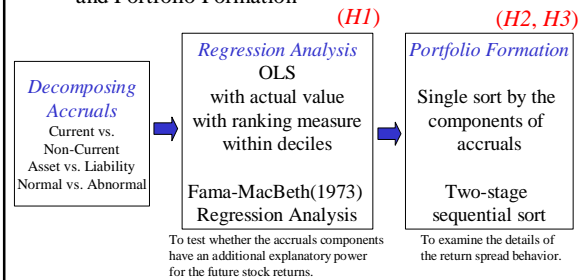 and Portfolio Formation
(H1)
(H2, H3)
Decomposing
Accruals
Current vs.
Non-Current
Asset vs. Liability
Normal vs. Abnormal
Regression Analysis
OLS
with actual value
with ranking measure
within deciles
Fama-MacBeth(1973)
Regression Analysis
To test whether the accruals components
have an additional explanatory power
for the future stock returns.
Portfolio Formation
Single sort by the
components of
accruals
Two-stage
sequential sort
To examine the details of
the return spread behavior.